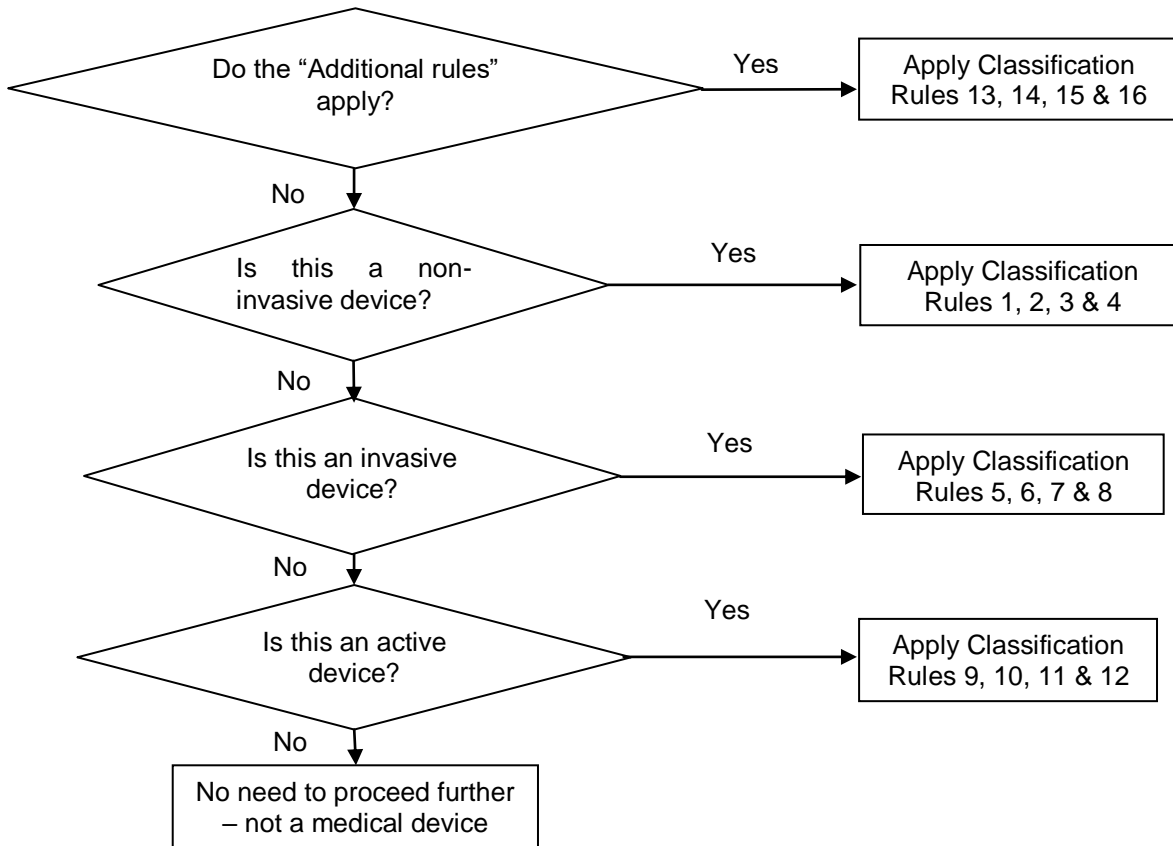 Do the “Additional rules”
apply?
Yes
Apply Classification
Rules 13, 14, 15 & 16
No
Is this a non-
invasive device?
Yes
Apply Classification
Rules 1, 2, 3 & 4
No
Is this an invasive
device?
Yes
Apply Classification
Rules 5, 6, 7 & 8
No
Is this an active
device?
Yes
Apply Classification
Rules 9, 10, 11 & 12
No
No need to proceed further
– not a medical device